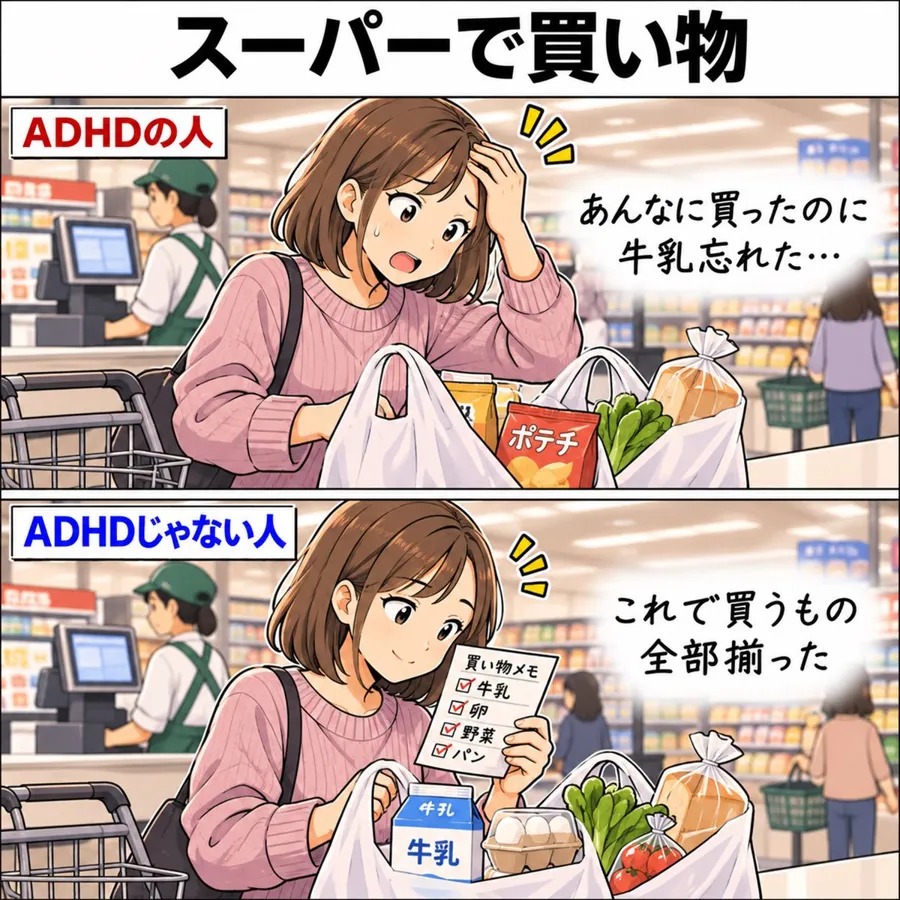 スーパーで買い物
ADHDの人
あんなに買ったのに
牛乳忘れた…
ポテチ
ADHDじゃない人
これで買うもの
全部揃った
買い物メモ
牛乳
卵
野菜
パン
牛乳
牛乳